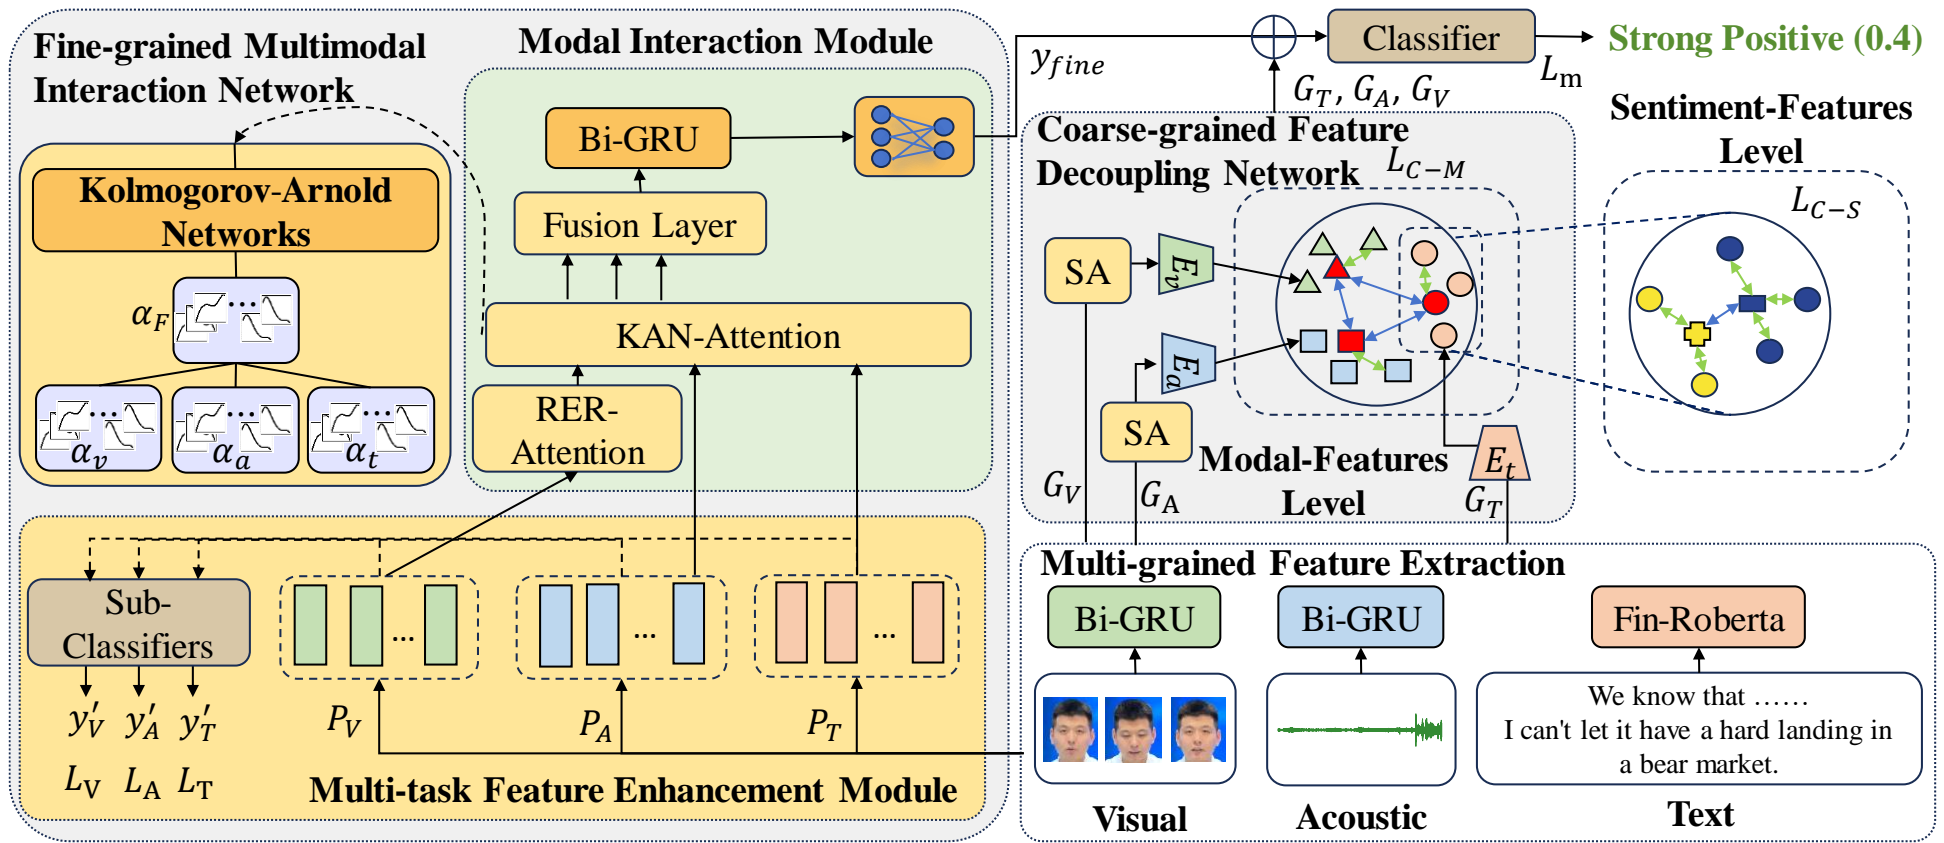 Fine-grained Multimodal
Interaction Network
Kolmogorov-Arnold
Networks
α_F
α_v
α_a
α_t
Modal Interaction Module
Bi-GRU
Fusion Layer
KAN-Attention
RER-
Attention
Sub-
Classifiers
y'_V
y'_A
y'_T
L_V
L_A
L_T
...
...
...
P_V
P_A
P_T
Multi-task Feature Enhancement Module
y_fine
Classifier
L_m
Strong Positive (0.4)
G_T, G_A, G_V
Coarse-grained Feature
Decoupling Network
L_C−M
SA
E_v
E_a
SA
Modal-Features
Level
E_t
G_V
G_A
G_T
Sentiment-Features
Level
L_C−S
Multi-grained Feature Extraction
Bi-GRU
Bi-GRU
Fin-Roberta
We know that ……
I can't let it have a hard landing in
a bear market.
Visual
Acoustic
Text